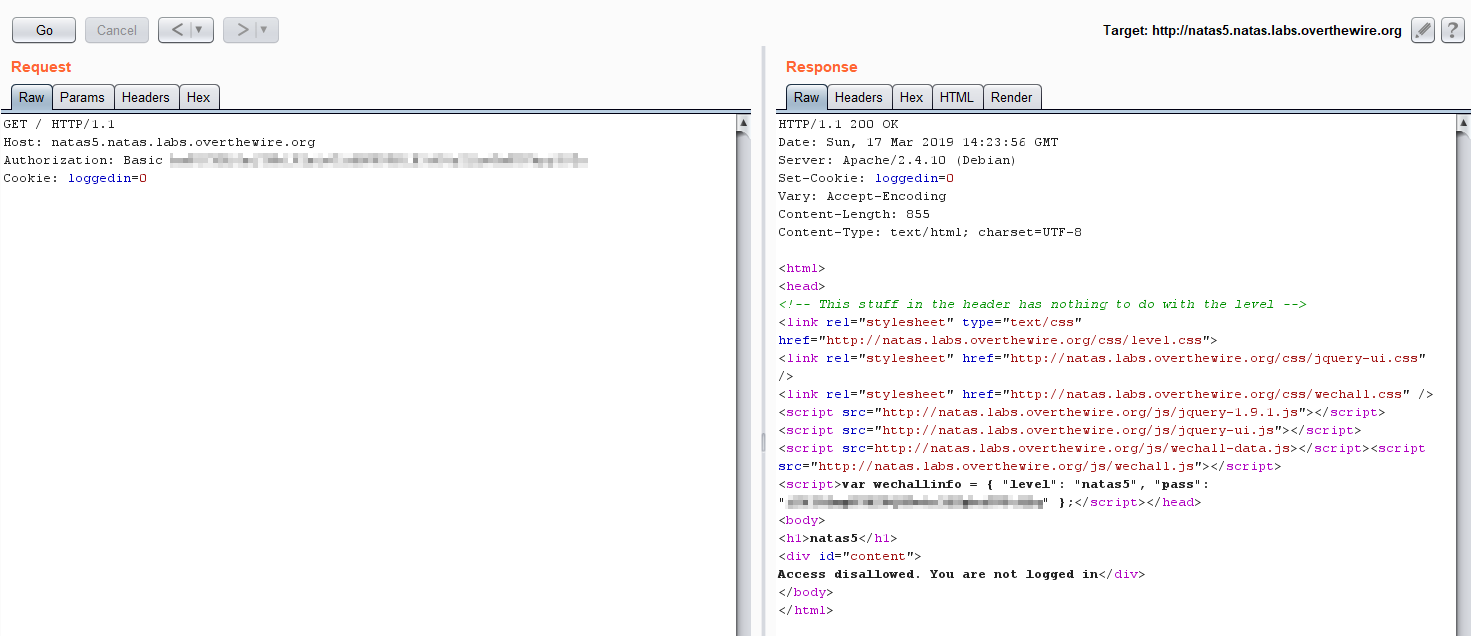 Go Cancel < ▼ > ▼ Target: http://natas5.natas.labs.overthewire.org ?
Request
Raw Params Headers Hex
GET / HTTP/1.1
Host: natas5.natas.labs.overthewire.org
Authorization: Basic
Cookie: loggedin=0
Response
Raw Headers Hex HTML Render
HTTP/1.1 200 OK
Date: Sun, 17 Mar 2019 14:23:56 GMT
Server: Apache/2.4.10 (Debian)
Set-Cookie: loggedin=0
Vary: Accept-Encoding
Content-Length: 855
Content-Type: text/html; charset=UTF-8
<html>
<head>
<!-- This stuff in the header has nothing to do with the level -->
<link rel="stylesheet" type="text/css"
href="http://natas.labs.overthewire.org/css/level.css">
<link rel="stylesheet" href="http://natas.labs.overthewire.org/css/jquery-ui.css"
/>
<link rel="stylesheet" href="http://natas.labs.overthewire.org/css/wechall.css" />
<script src="http://natas.labs.overthewire.org/js/jquery-1.9.1.js"></script>
<script src="http://natas.labs.overthewire.org/js/jquery-ui.js"></script>
<script src=http://natas.labs.overthewire.org/js/wechall-data.js></script><script
src="http://natas.labs.overthewire.org/js/wechall.js"></script>
<script>var wechallinfo = { "level": "natas5", "pass":
"" };</script></head>
<body>
<h1>natas5</h1>
<div id="content">
Access disallowed. You are not logged in</div>
</body>
</html>